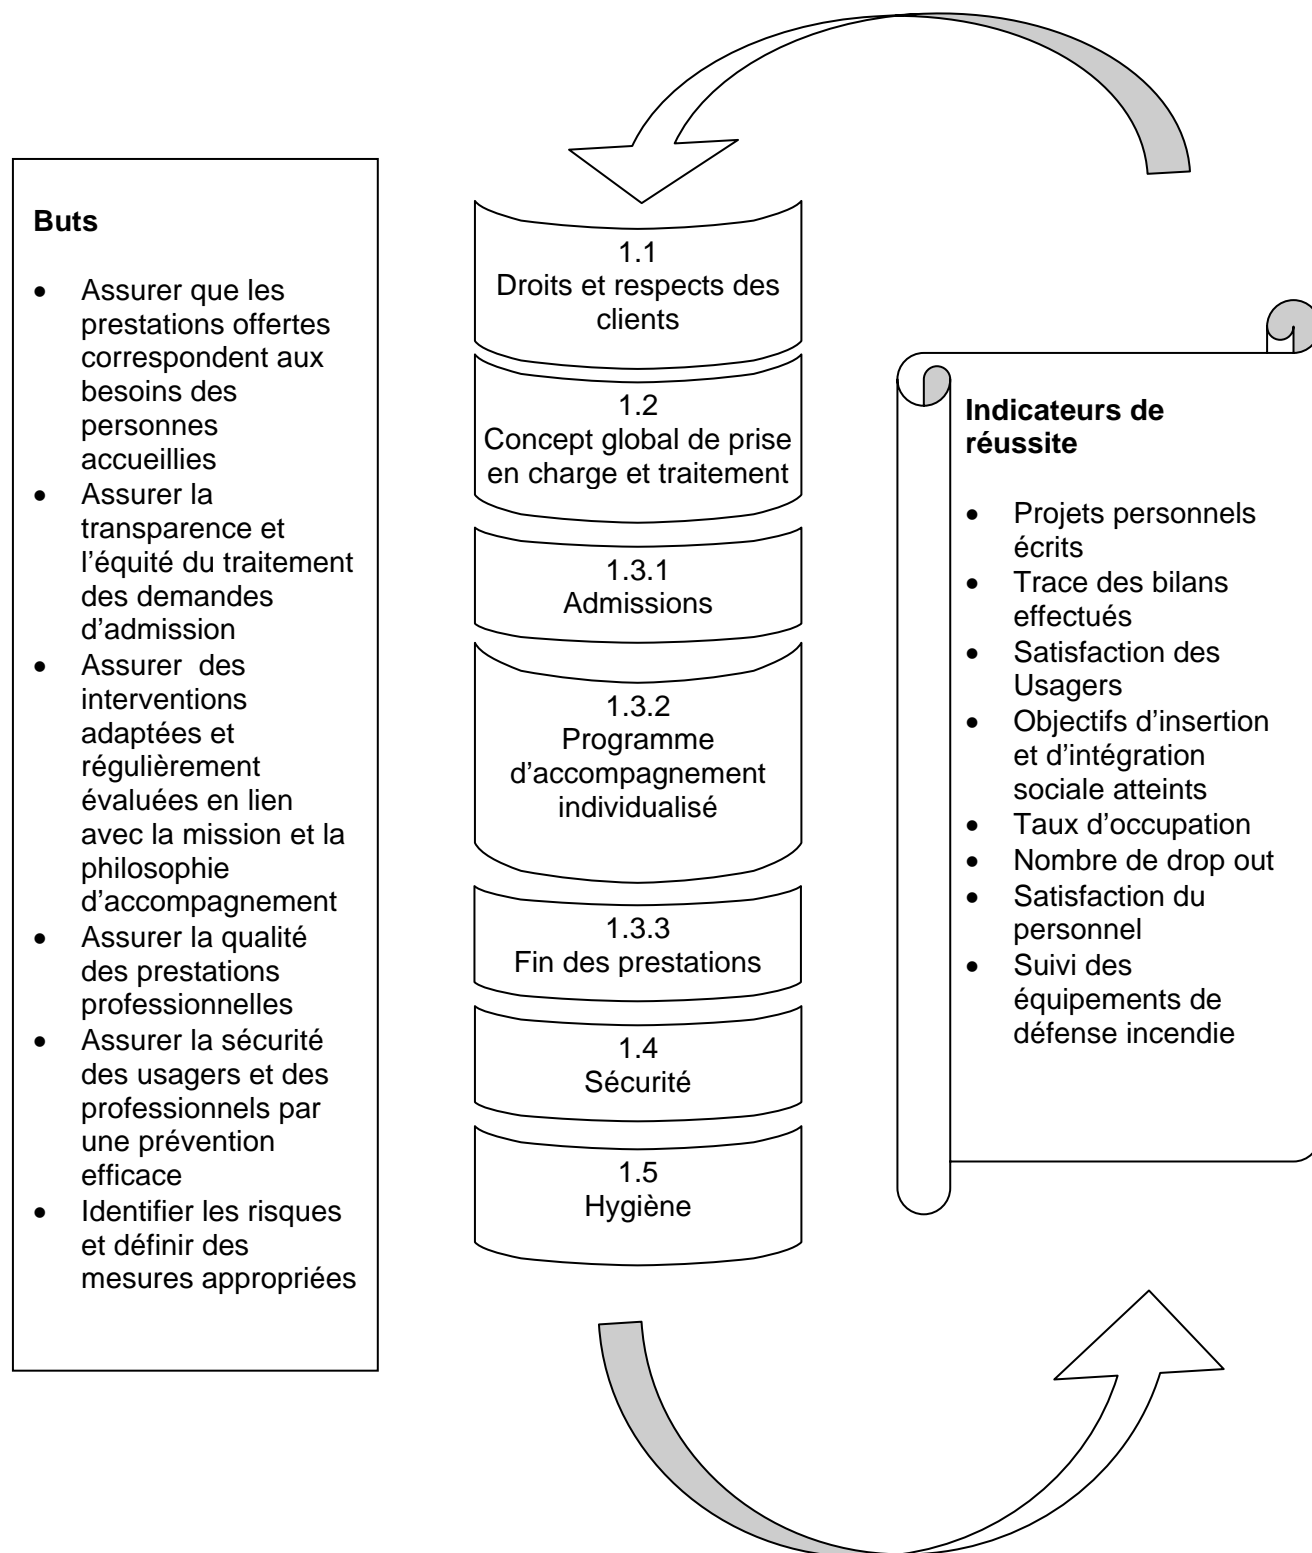 Buts
• Assurer que les
prestations offertes
correspondent aux
besoins des
personnes
accueillies
• Assurer la
transparence et
l’équité du traitement
des demandes
d’admission
• Assurer des
interventions
adaptées et
régulièrement
évaluées en lien
avec la mission et la
philosophie
d’accompagnement
• Assurer la qualité
des prestations
professionnelles
• Assurer la sécurité
des usagers et des
professionnels par
une prévention
efficace
• Identifier les risques
et définir des
mesures appropriées
1.1
Droits et respects des
clients
1.2
Concept global de prise
en charge et traitement
1.3.1
Admissions
1.3.2
Programme
d’accompagnement
individualisé
1.3.3
Fin des prestations
1.4
Sécurité
1.5
Hygiène
Indicateurs de
réussite
• Projets personnels
écrits
• Trace des bilans
effectués
• Satisfaction des
Usagers
• Objectifs d’insertion
et d’intégration
sociale atteints
• Taux d’occupation
• Nombre de drop out
• Satisfaction du
personnel
• Suivi des
équipements de
défense incendie